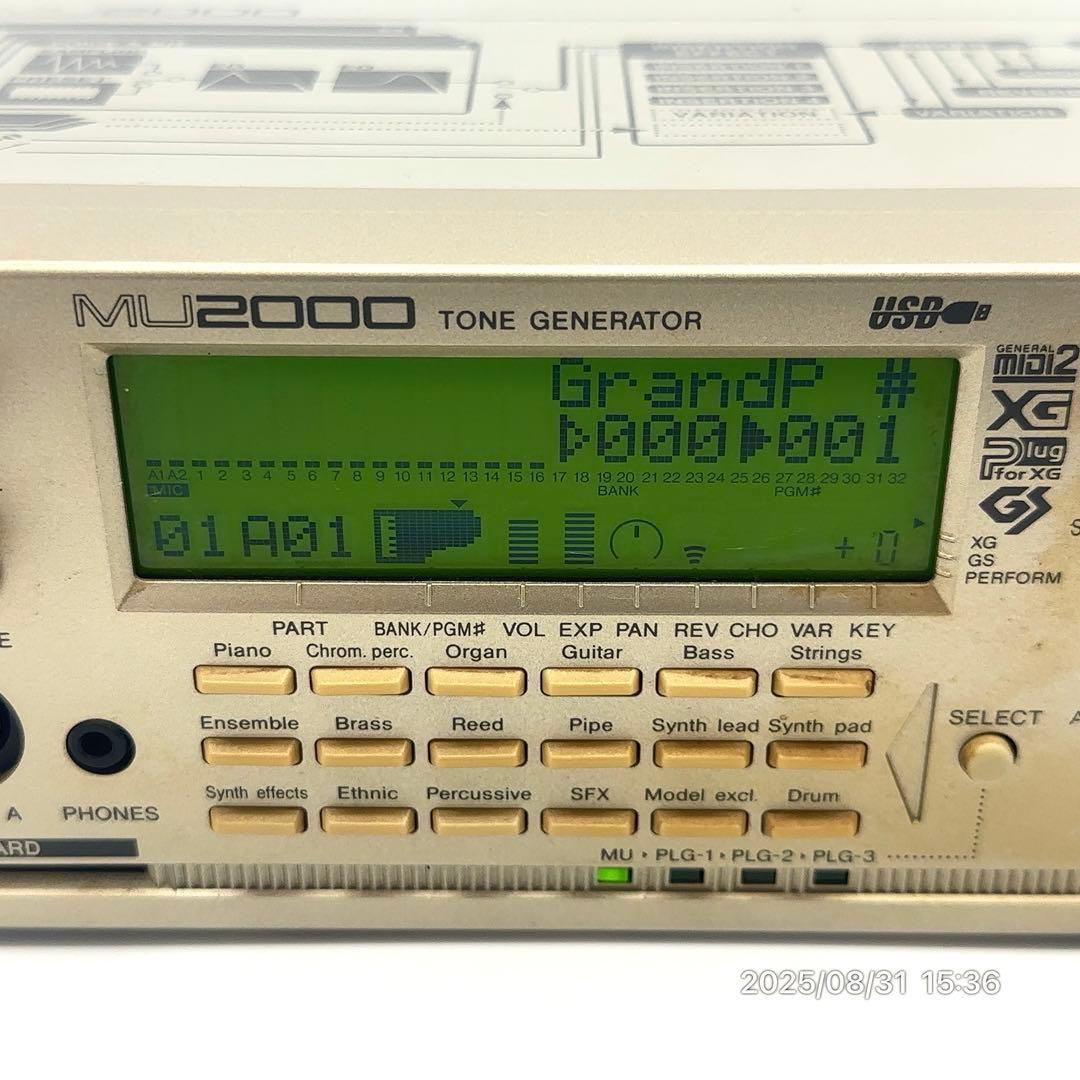 VARIATION
VARIATION
MU2000 TONE GENERATOR
USB
GENERAL
MIDI2
XG
Plug
for XG
GS
GrandP #
000 001
A1 A2 1 2 3 4 5 6 7 8 9 10 11 12 13 14 15 16 17 18 19 20 21 22 23 24 25 26 27 28 29 30 31 32
MIC BANK PGM#
01 A01 + 0
XG
GS
PERFORM
PART BANK/PGM# VOL EXP PAN REV CHO VAR KEY
Piano Chrom. perc. Organ Guitar Bass Strings
Ensemble Brass Reed Pipe Synth lead Synth pad
SELECT
Synth effects Ethnic Percussive SFX Model excl. Drum
A PHONES
MU PLG-1 PLG-2 PLG-3
2025/08/31 15:36